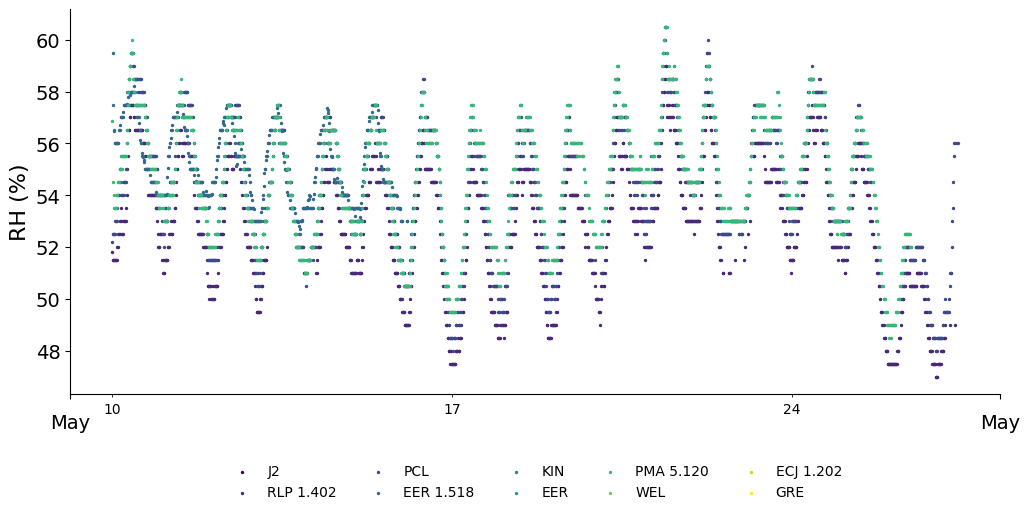 60
58
56
54
52
50
48
RH (%)
10 17 24
May May
J2 PCL KIN PMA 5.120 ECJ 1.202
RLP 1.402 EER 1.518 EER WEL GRE